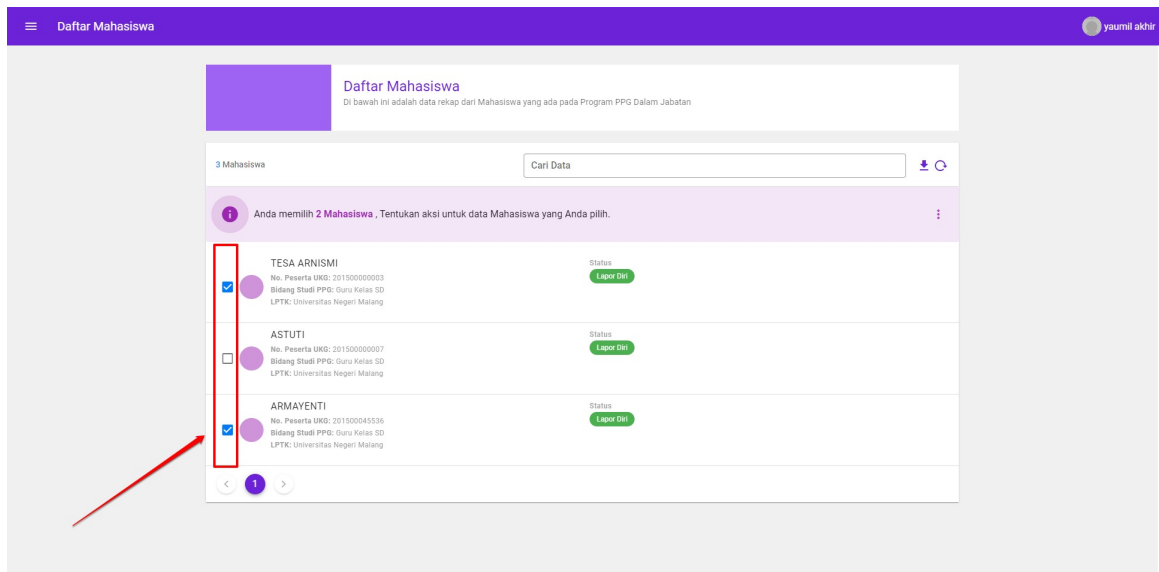 Daftar Mahasiswa
yaumil akhir
Daftar Mahasiswa
Di bawah ini adalah data rekap dari Mahasiswa yang ada pada Program PPG Dalam Jabatan
3 Mahasiswa
Cari Data
Anda memilih 2 Mahasiswa , Tentukan aksi untuk data Mahasiswa yang Anda pilih.
TESA ARNISMI
No. Peserta UKG: 201500000003
Bidang Studi PPG: Guru Kelas SD
LPTK: Universitas Negeri Malang
Status
Lapor Diri
ASTUTI
No. Peserta UKG: 201500000007
Bidang Studi PPG: Guru Kelas SD
LPTK: Universitas Negeri Malang
Status
Lapor Diri
ARMAYENTI
No. Peserta UKG: 201500045536
Bidang Studi PPG: Guru Kelas SD
LPTK: Universitas Negeri Malang
Status
Lapor Diri
1